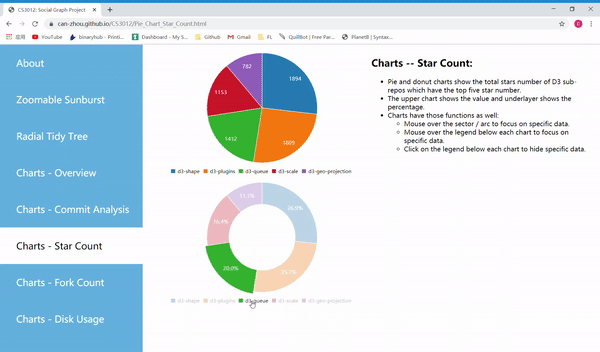 CS3012: Social Graph Project
can-zhou.github.io/CS3012/Pie_Chart_Star_Count.html
应用
YouTube
binaryhub - Printi...
Dashboard - My S...
Github
Gmail
FL
QuillBot | Free Par...
PlanetB | Syntax...
About
Zoomable Sunburst
Radial Tidy Tree
Charts - Overview
Charts - Commit Analysis
Charts - Star Count
Charts - Fork Count
Charts - Disk Usage
782
1894
1153
1412
1805
d3-shape d3-plugins d3-queue d3-scale d3-geo-projection
11.1%
26.9%
16.4%
20.0%
d3-shape d3-plugins d3-queue d3-scale d3-geo-projection
Charts -- Star Count:
Pie and donut charts show the total stars number of D3 sub-
repos which have the top five star number.
The upper chart shows the value and underlayer shows the
percentage.
Charts have those functions as well:
Mouse over the sector / arc to focus on specific data.
Mouse over the legend below each chart to focus on
specific data.
Click on the legend below each chart to hide specific data.